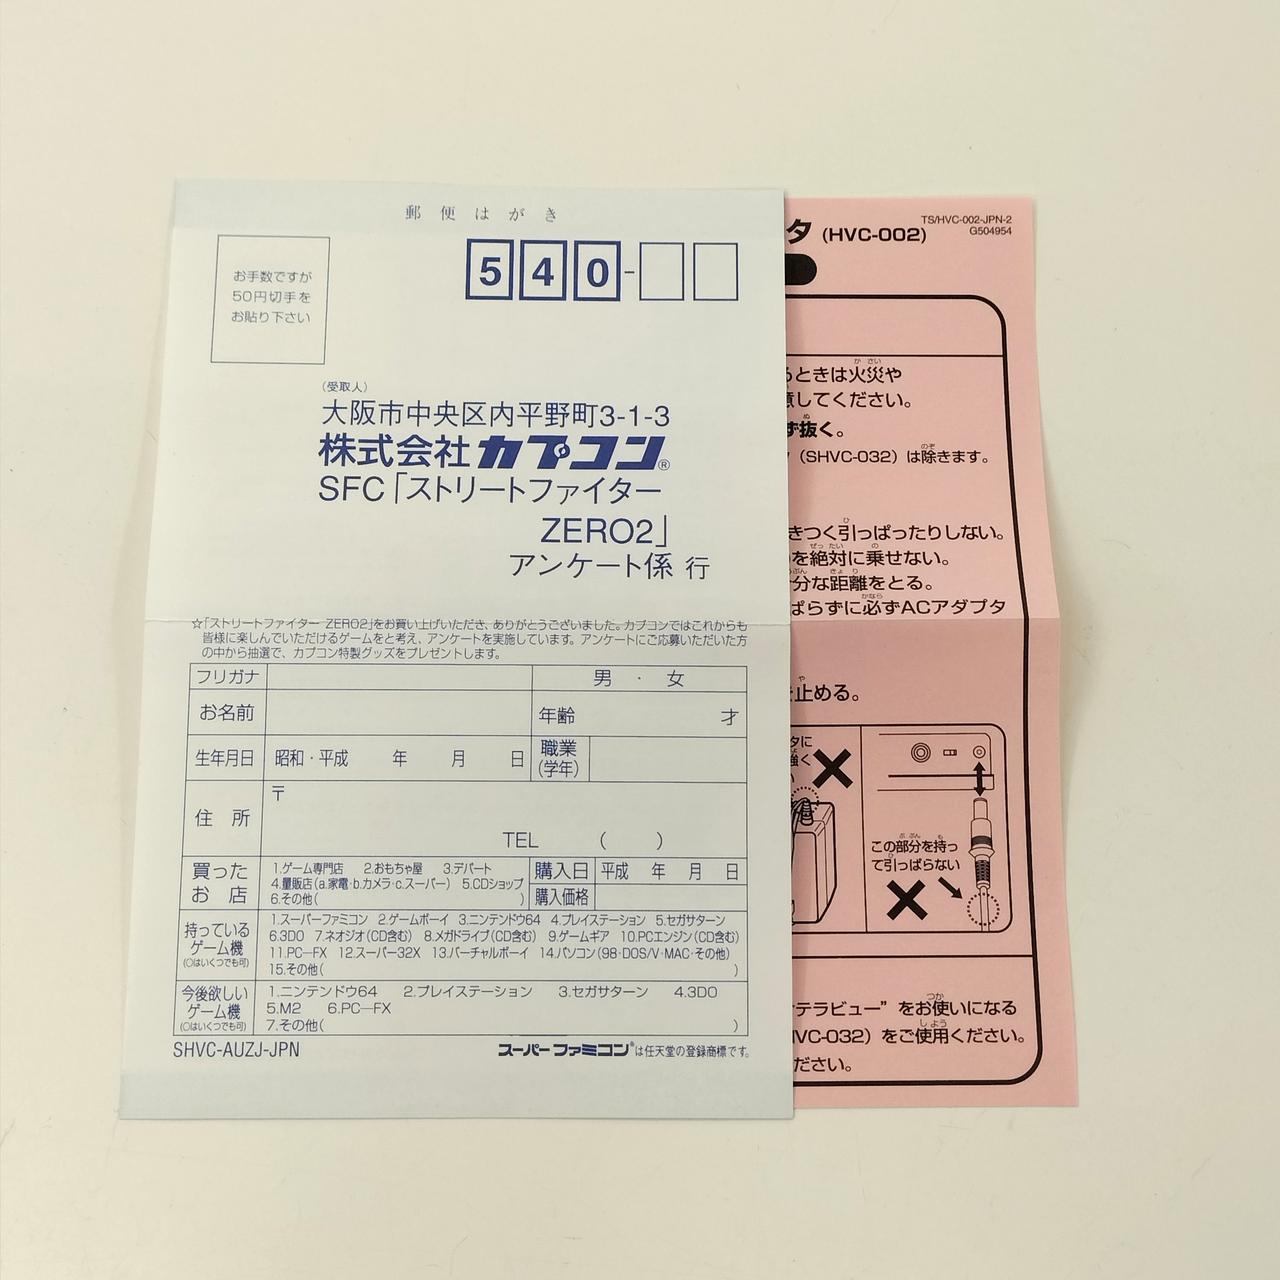 郵便はがき
お手数ですが
50円切手を
お貼り下さい
540-
(受取人)
大阪市中央区内平野町3-1-3
株式会社カプコン®
SFC「ストリートファイター
ZERO2」
アンケート係 行
☆「ストリートファイター ZERO2」をお買い上げいただき、ありがとうございました。カプコンではこれからも
皆様に楽しんでいただけるゲームをと考え、アンケートを実施しています。アンケートにご応募いただいた方
の中から抽選で、カプコン特製グッズをプレゼントします。
フリガナ
男・女
お名前
年齢 才
生年月日 昭和・平成 年 月 日
職業
(学年)
住所 〒
TEL ( )
買った
お店
1.ゲーム専門店 2.おもちゃ屋 3.デパート
4.量販店(a.家電・b.カメラ・c.スーパー) 5.CDショップ
6.その他( )
購入日 平成 年 月 日
購入価格
持っている
ゲーム機
(○はいくつでも可)
1.スーパーファミコン 2.ゲームボーイ 3.ニンテンドウ64 4.プレイステーション 5.セガサターン
6.3DO 7.ネオジオ(CD含む) 8.メガドライブ(CD含む) 9.ゲームギア 10.PCエンジン(CD含む)
11.PC-FX 12.スーパー32X 13.バーチャルボーイ 14.パソコン(98・DOS/V・MAC・その他)
15.その他( )
今後欲しい
ゲーム機
(○はいくつでも可)
1.ニンテンドウ64 2.プレイステーション 3.セガサターン 4.3DO
5.M2 6.PC-FX
7.その他( )
SHVC-AUZJ-JPN
スーパーファミコン®は任天堂の登録商標です。
TS/HVC-002-JPN-2
G504954
タ (HVC-002)
るときは火災や
意してください。
ず抜く。
(SHVC-032)は除きます。
きつく引っぱったりしない。
を絶対に乗せない。
分な距離をとる。
ぱらずに必ずACアダプタ
を止める。
タに
強く
い
この部分を持っ
て引っぱらない
テラビュー”をお使いになる
HVC-032)をご使用ください。
ださい。